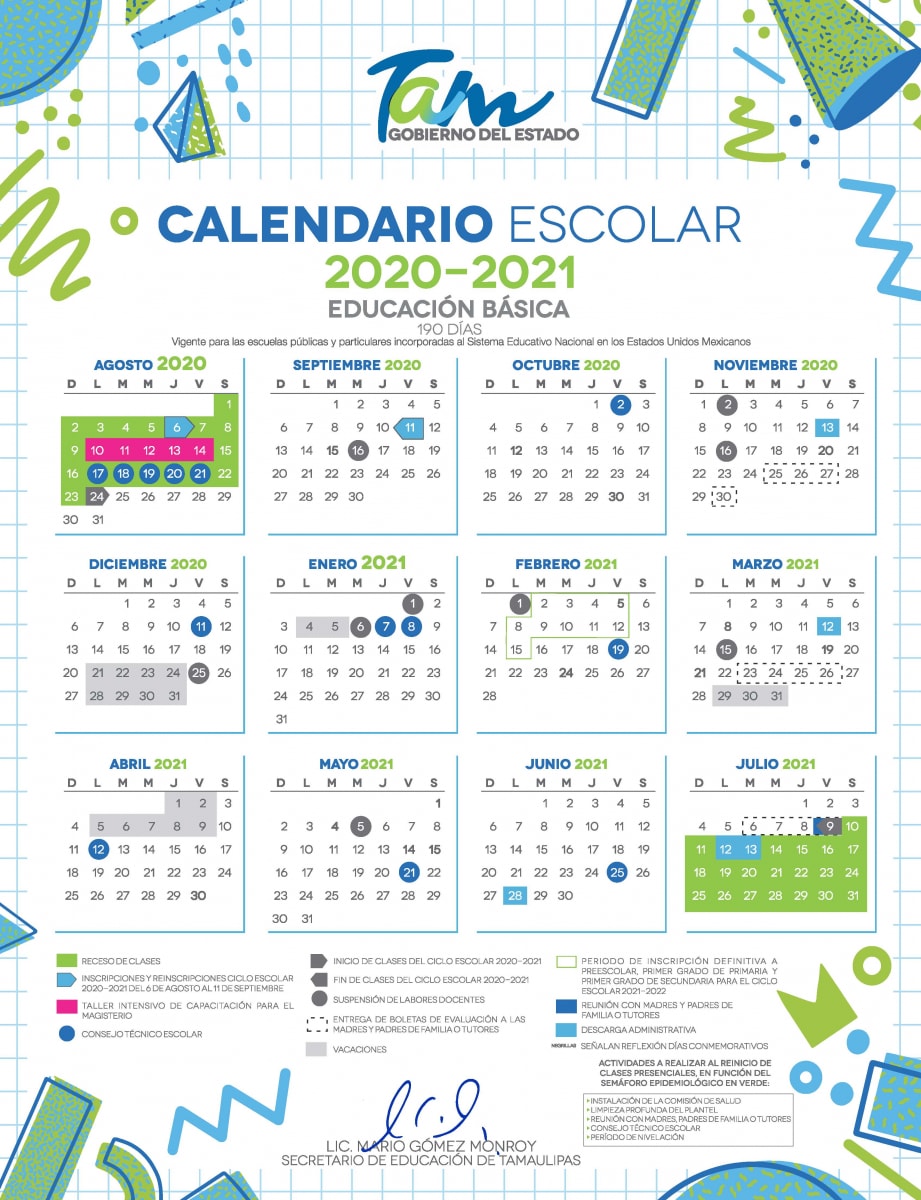 Tam
GOBIERNO DEL ESTADO
CALENDARIO ESCOLAR
2020-2021
EDUCACIÓN BÁSICA
190 DÍAS
Vigente para las escuelas públicas y particulares incorporadas al Sistema Educativo Nacional en los Estados Unidos Mexicanos
AGOSTO 2020
D L M M J V S
1
2 3 4 5 6 7 8
9 10 11 12 13 14 15
16 17 18 19 20 21 22
23 24 25 26 27 28 29
30 31
SEPTIEMBRE 2020
D L M M J V S
1 2 3 4 5
6 7 8 9 10 11 12
13 14 15 16 17 18 19
20 21 22 23 24 25 26
27 28 29 30
OCTUBRE 2020
D L M M J V S
1 2 3
4 5 6 7 8 9 10
11 12 13 14 15 16 17
18 19 20 21 22 23 24
25 26 27 28 29 30 31
NOVIEMBRE 2020
D L M M J V S
1 2 3 4 5 6 7
8 9 10 11 12 13 14
15 16 17 18 19 20 21
22 23 24 25 26 27 28
29 30
DICIEMBRE 2020
D L M M J V S
1 2 3 4 5
6 7 8 9 10 11 12
13 14 15 16 17 18 19
20 21 22 23 24 25 26
27 28 29 30 31
ENERO 2021
D L M M J V S
1 2
3 4 5 6 7 8 9
10 11 12 13 14 15 16
17 18 19 20 21 22 23
24 25 26 27 28 29 30
31
FEBRERO 2021
D L M M J V S
1 2 3 4 5 6
7 8 9 10 11 12 13
14 15 16 17 18 19 20
21 22 23 24 25 26 27
28
MARZO 2021
D L M M J V S
1 2 3 4 5 6
7 8 9 10 11 12 13
14 15 16 17 18 19 20
21 22 23 24 25 26 27
28 29 30 31
ABRIL 2021
D L M M J V S
1 2 3
4 5 6 7 8 9 10
11 12 13 14 15 16 17
18 19 20 21 22 23 24
25 26 27 28 29 30
MAYO 2021
D L M M J V S
1
2 3 4 5 6 7 8
9 10 11 12 13 14 15
16 17 18 19 20 21 22
23 24 25 26 27 28 29
30 31
JUNIO 2021
D L M M J V S
1 2 3 4 5
6 7 8 9 10 11 12
13 14 15 16 17 18 19
20 21 22 23 24 25 26
27 28 29 30
JULIO 2021
D L M M J V S
1 2 3
4 5 6 7 8 9 10
11 12 13 14 15 16 17
18 19 20 21 22 23 24
25 26 27 28 29 30 31
RECESO DE CLASES
INSCRIPCIONES Y REINSCRIPCIONES CICLO ESCOLAR
2020-2021 DEL 6 DE AGOSTO AL 11 DE SEPTIEMBRE
TALLER INTENSIVO DE CAPACITACIÓN PARA EL
MAGISTERIO
CONSEJO TÉCNICO ESCOLAR
INICIO DE CLASES DEL CICLO ESCOLAR 2020-2021
FIN DE CLASES DEL CICLO ESCOLAR 2020-2021
SUSPENSIÓN DE LABORES DOCENTES
ENTREGA DE BOLETAS DE EVALUACIÓN A LAS
MADRES Y PADRES DE FAMILIA O TUTORES
VACACIONES
PERIODO DE INSCRIPCIÓN DEFINITIVA A
PREESCOLAR, PRIMER GRADO DE PRIMARIA Y
PRIMER GRADO DE SECUNDARIA PARA EL CICLO
ESCOLAR 2021-2022
REUNIÓN CON MADRES Y PADRES DE
FAMILIA O TUTORES
DESCARGA ADMINISTRATIVA
NEGRILLAS SEÑALAN REFLEXIÓN DÍAS CONMEMORATIVOS
ACTIVIDADES A REALIZAR AL REINICIO DE
CLASES PRESENCIALES, EN FUNCIÓN DEL
SEMÁFORO EPIDEMIOLÓGICO EN VERDE:
INSTALACIÓN DE LA COMISIÓN DE SALUD
LIMPIEZA PROFUNDA DEL PLANTEL
REUNIÓN CON MADRES, PADRES DE FAMILIA O TUTORES
CONSEJO TÉCNICO ESCOLAR
PERÍODO DE NIVELACIÓN
LIC. MARIO GÓMEZ MONROY
SECRETARIO DE EDUCACIÓN DE TAMAULIPAS